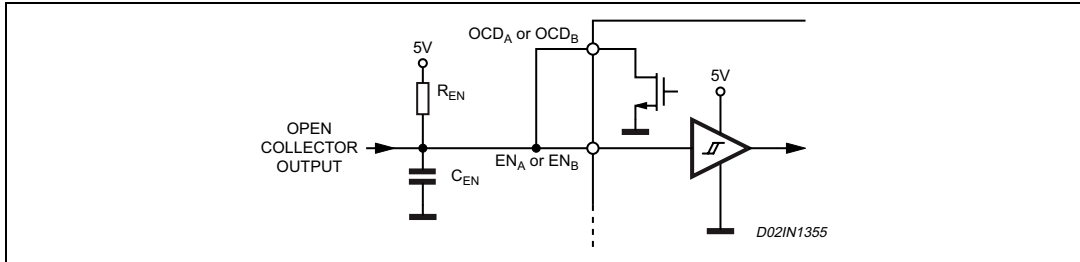 OCDA or OCDB
5V
REN
5V
OPEN
COLLECTOR
OUTPUT
ENA or ENB
CEN
D02IN1355